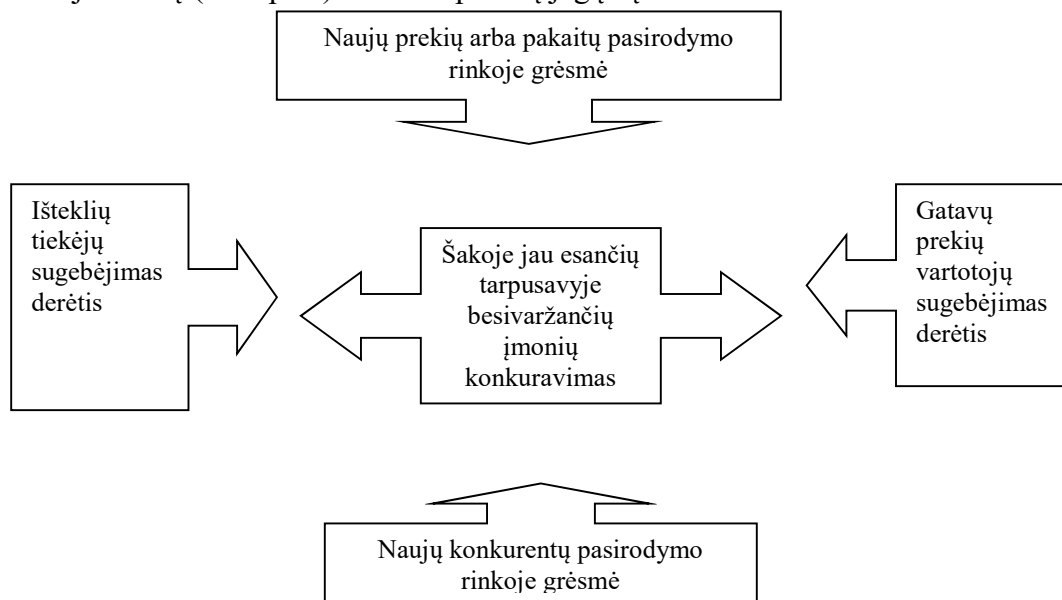 Naujų prekių arba pakaitų pasirodymo
rinkoje grėsmė
Išteklių
tiekėjų
sugebėjimas
derėtis
Šakoje jau esančių
tarpusavyje
besivaržančių
įmonių
konkuravimas
Gatavų
prekių
vartotojų
sugebėjimas
derėtis
Naujų konkurentų pasirodymo
rinkoje grėsmė